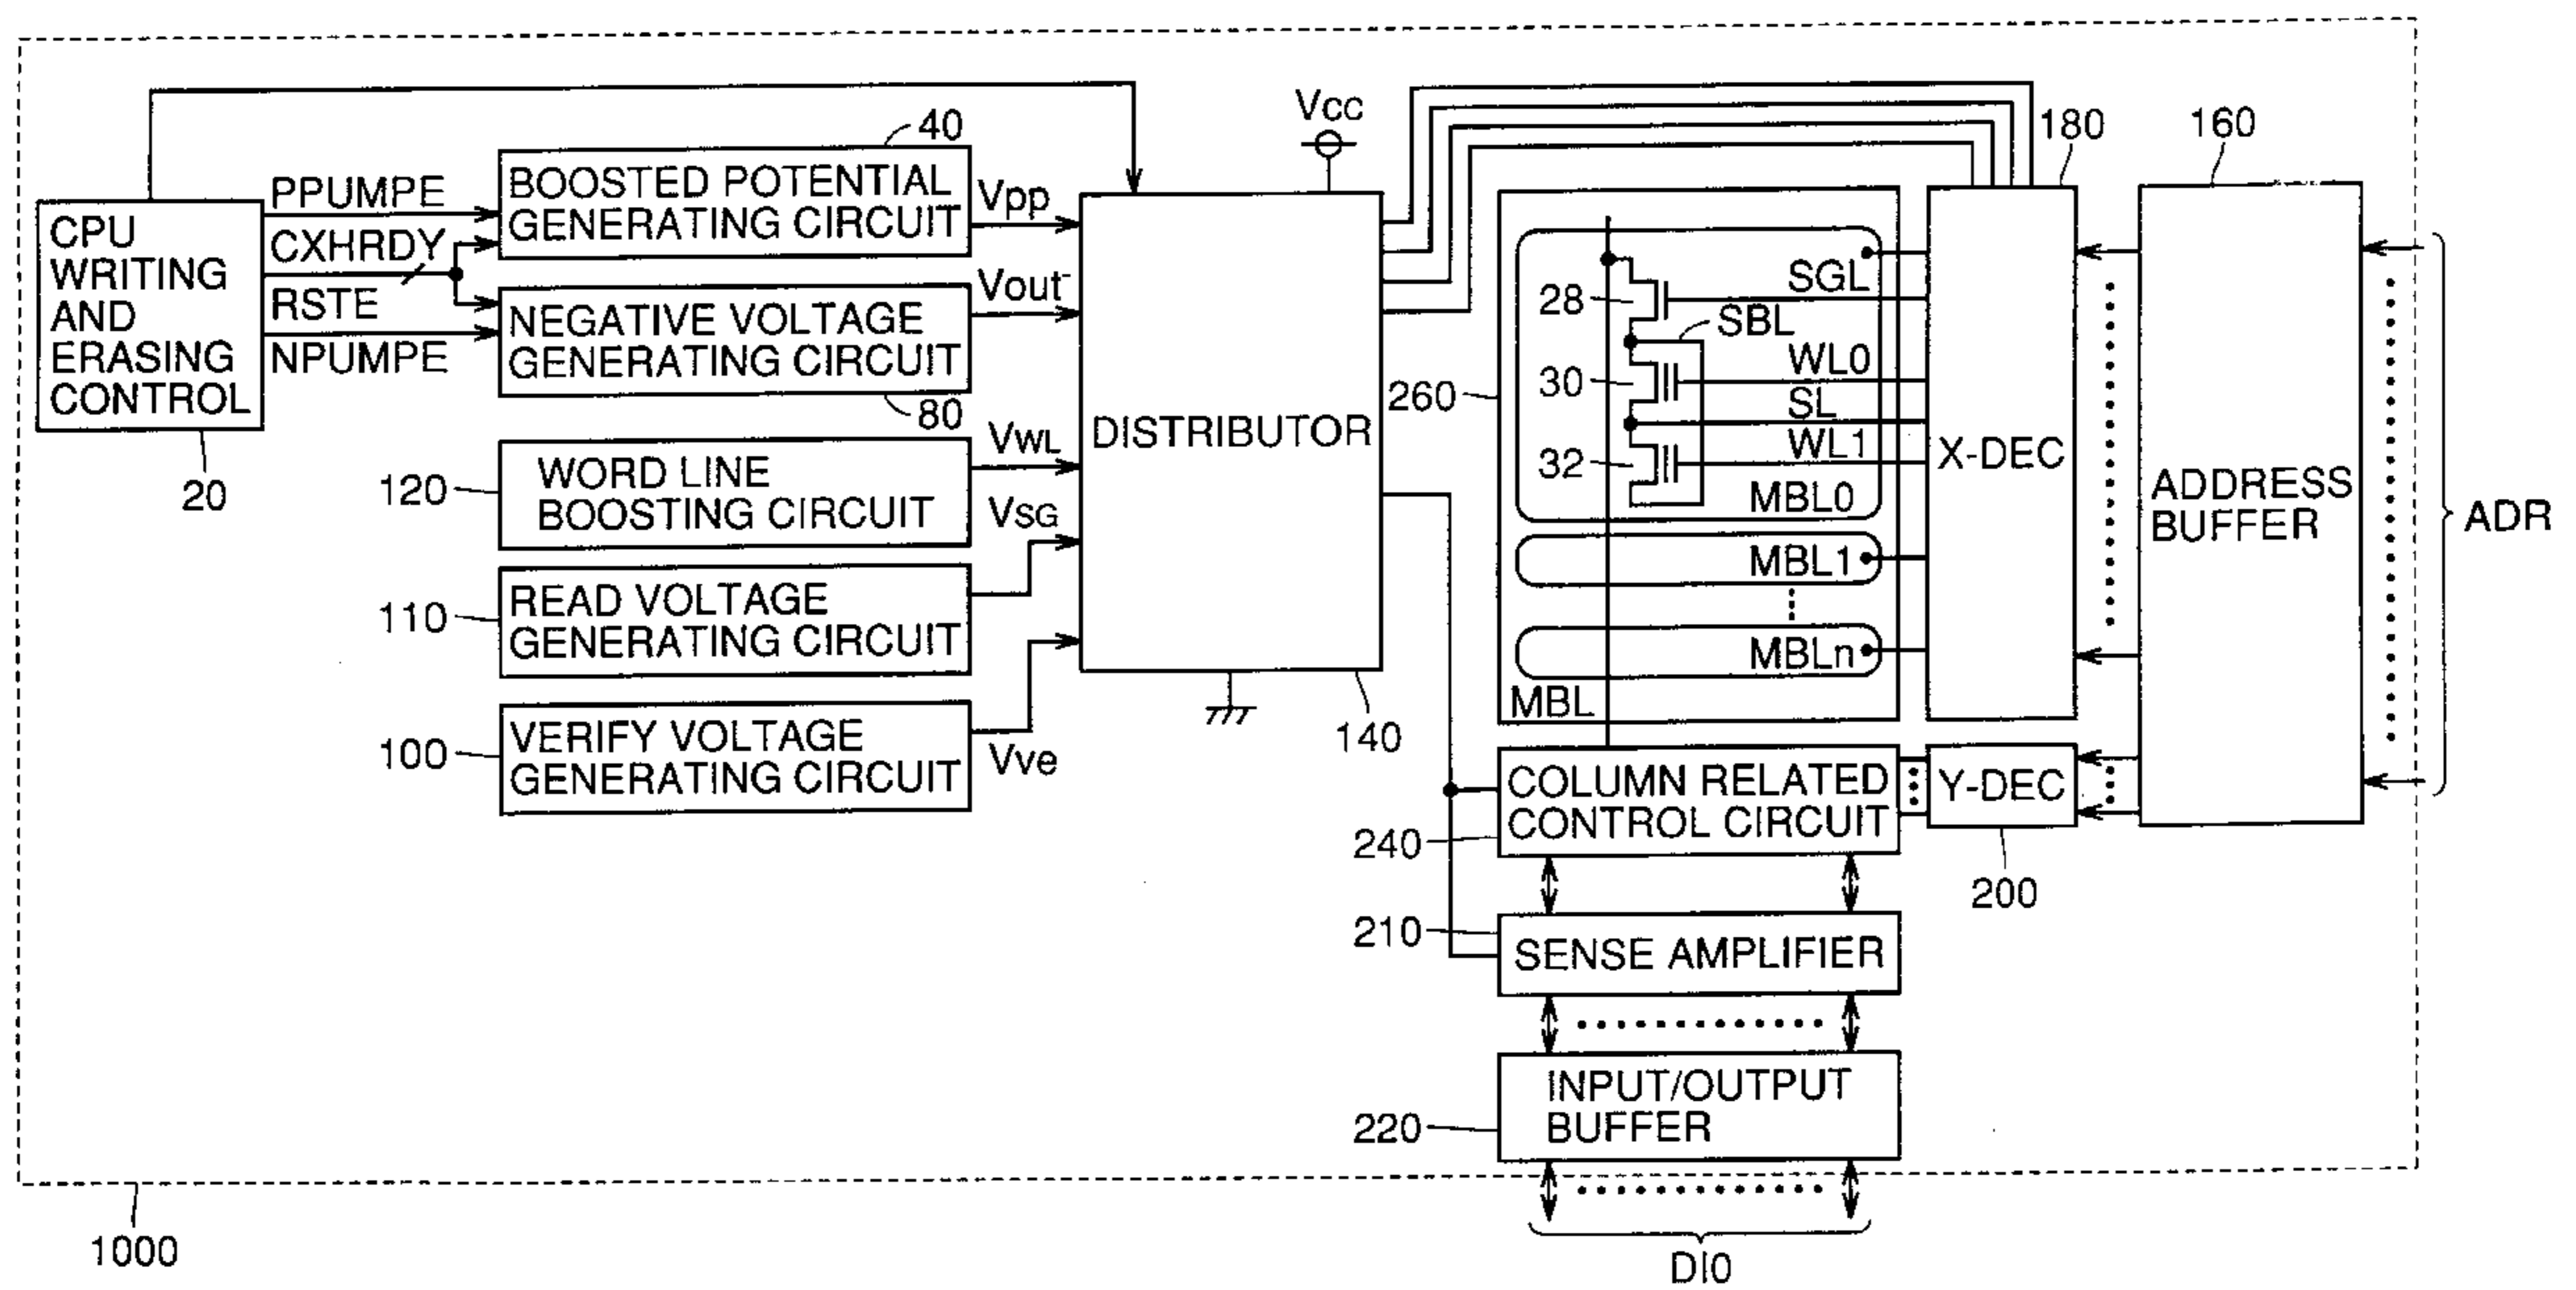 CPU
WRITING
AND
ERASING
CONTROL
20
PPUMPE
CXHRDY
RSTE
NPUMPE
40
BOOSTED POTENTIAL
GENERATING CIRCUIT
Vpp
NEGATIVE VOLTAGE
GENERATING CIRCUIT
80
Vout-
120
WORD LINE
BOOSTING CIRCUIT
VWL
110
READ VOLTAGE
GENERATING CIRCUIT
VSG
100
VERIFY VOLTAGE
GENERATING CIRCUIT
Vve
Vcc
DISTRIBUTOR
140
260
28
SGL
SBL
30
WL0
SL
WL1
32
MBL0
MBL1
MBLn
MBL
180
X-DEC
160
ADDRESS
BUFFER
ADR
COLUMN RELATED
CONTROL CIRCUIT
240
Y-DEC
200
210
SENSE AMPLIFIER
INPUT/OUTPUT
BUFFER
220
DIO
1000